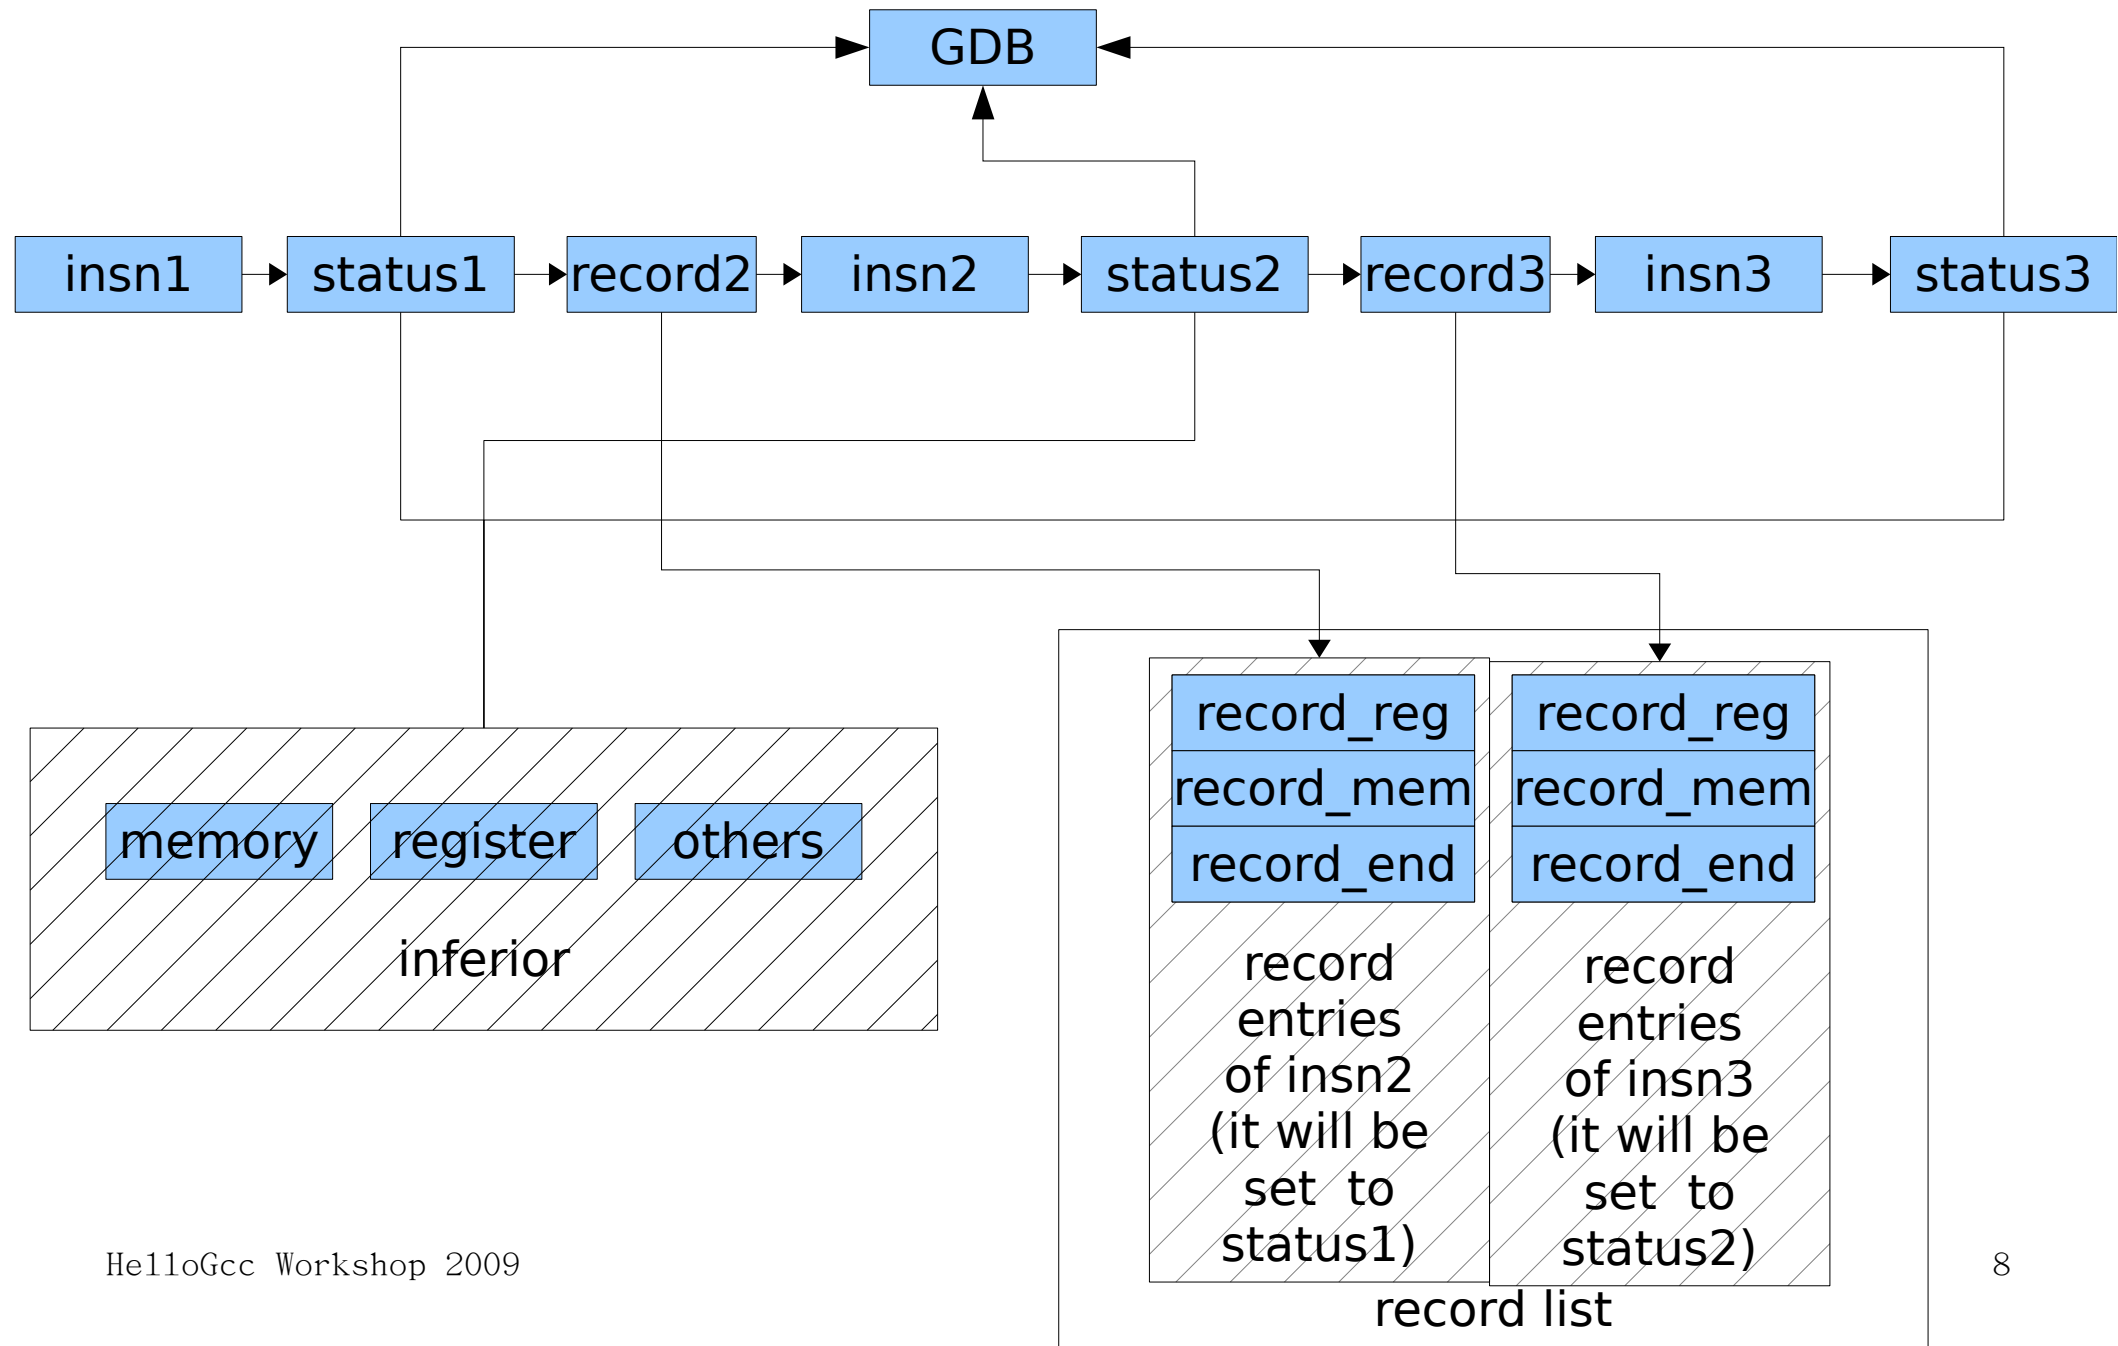 GDB
insn1
status1
record2
insn2
status2
record3
insn3
status3
memory
register
others
inferior
record_reg
record_mem
record_end
record
entries
of insn2
(it will be
set  to
status1)
record_reg
record_mem
record_end
record
entries
of insn3
(it will be
set  to
status2)
record list
HelloGcc Workshop 2009
8